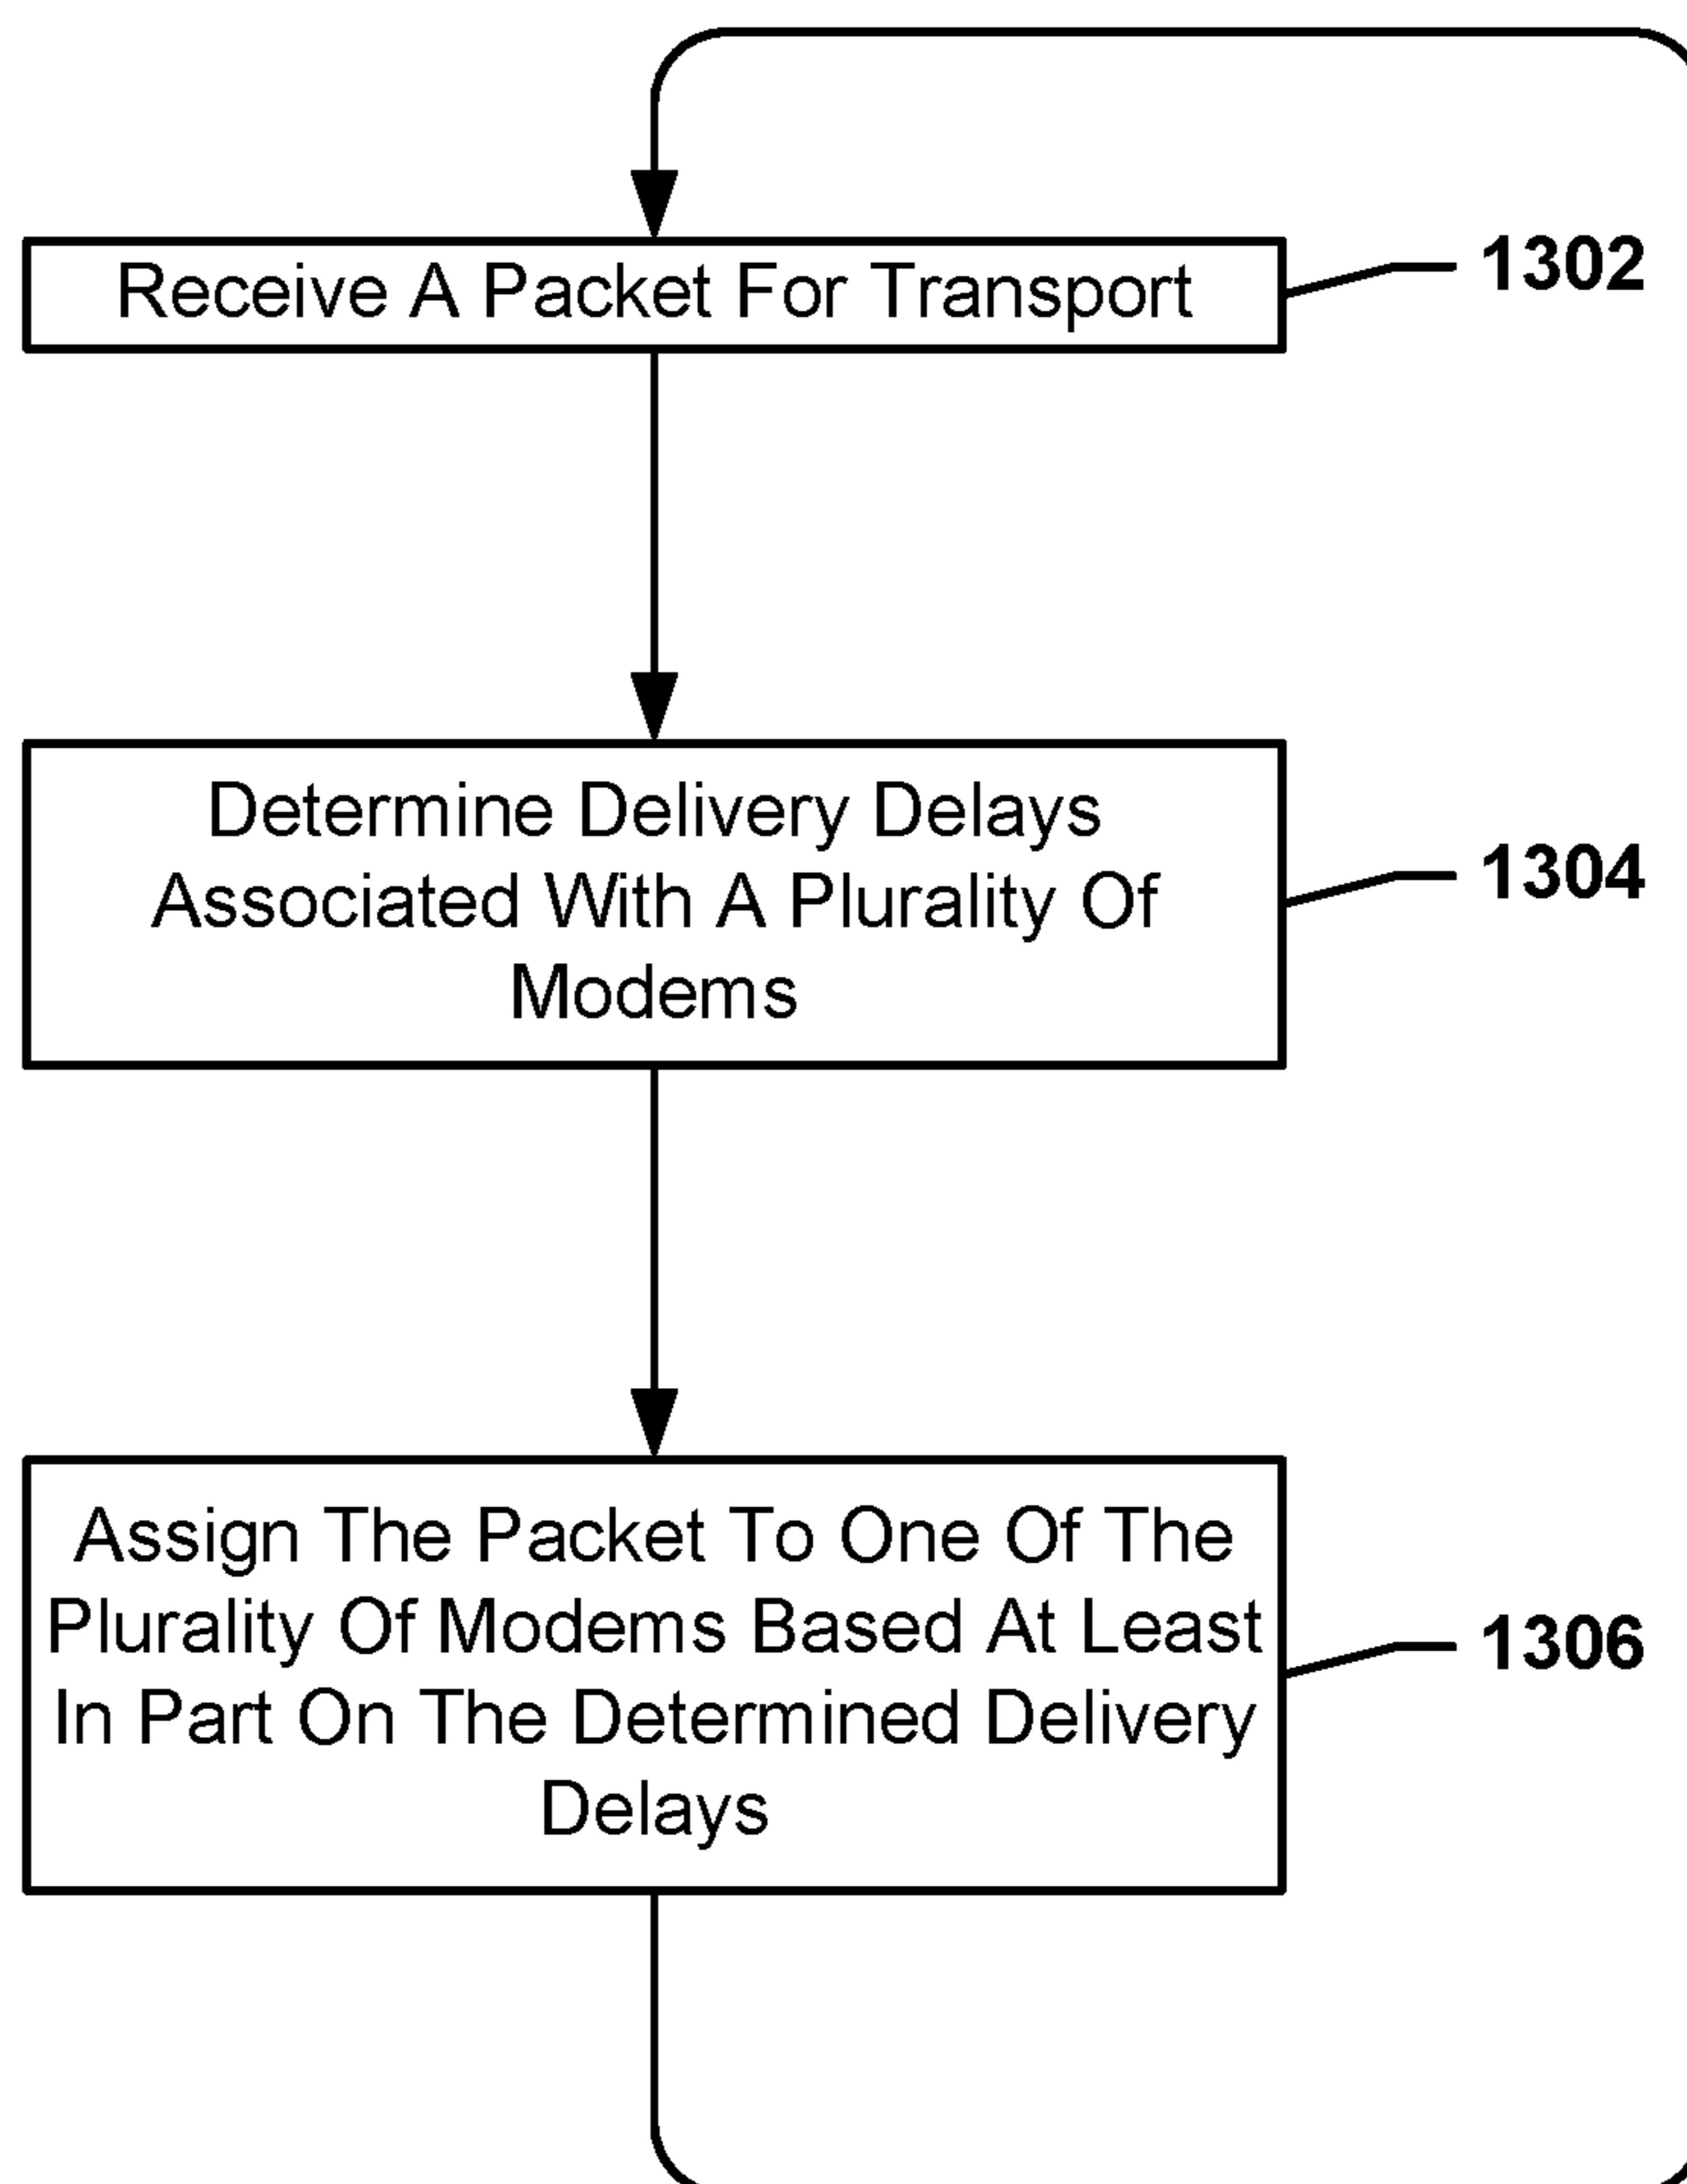 Receive A Packet For Transport
1302
Determine Delivery Delays
Associated With A Plurality Of
Modems
1304
Assign The Packet To One Of The
Plurality Of Modems Based At Least
In Part On The Determined Delivery
Delays
1306